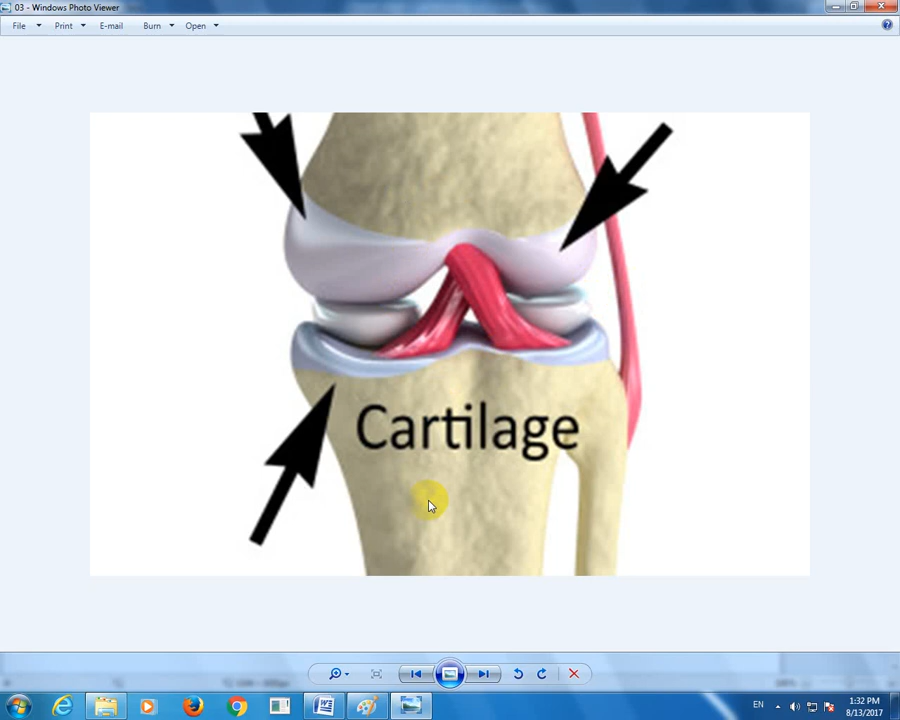 03 - Windows Photo Viewer
File Print E-mail Burn Open
Cartilage
EN 1:32 PM
8/13/2017